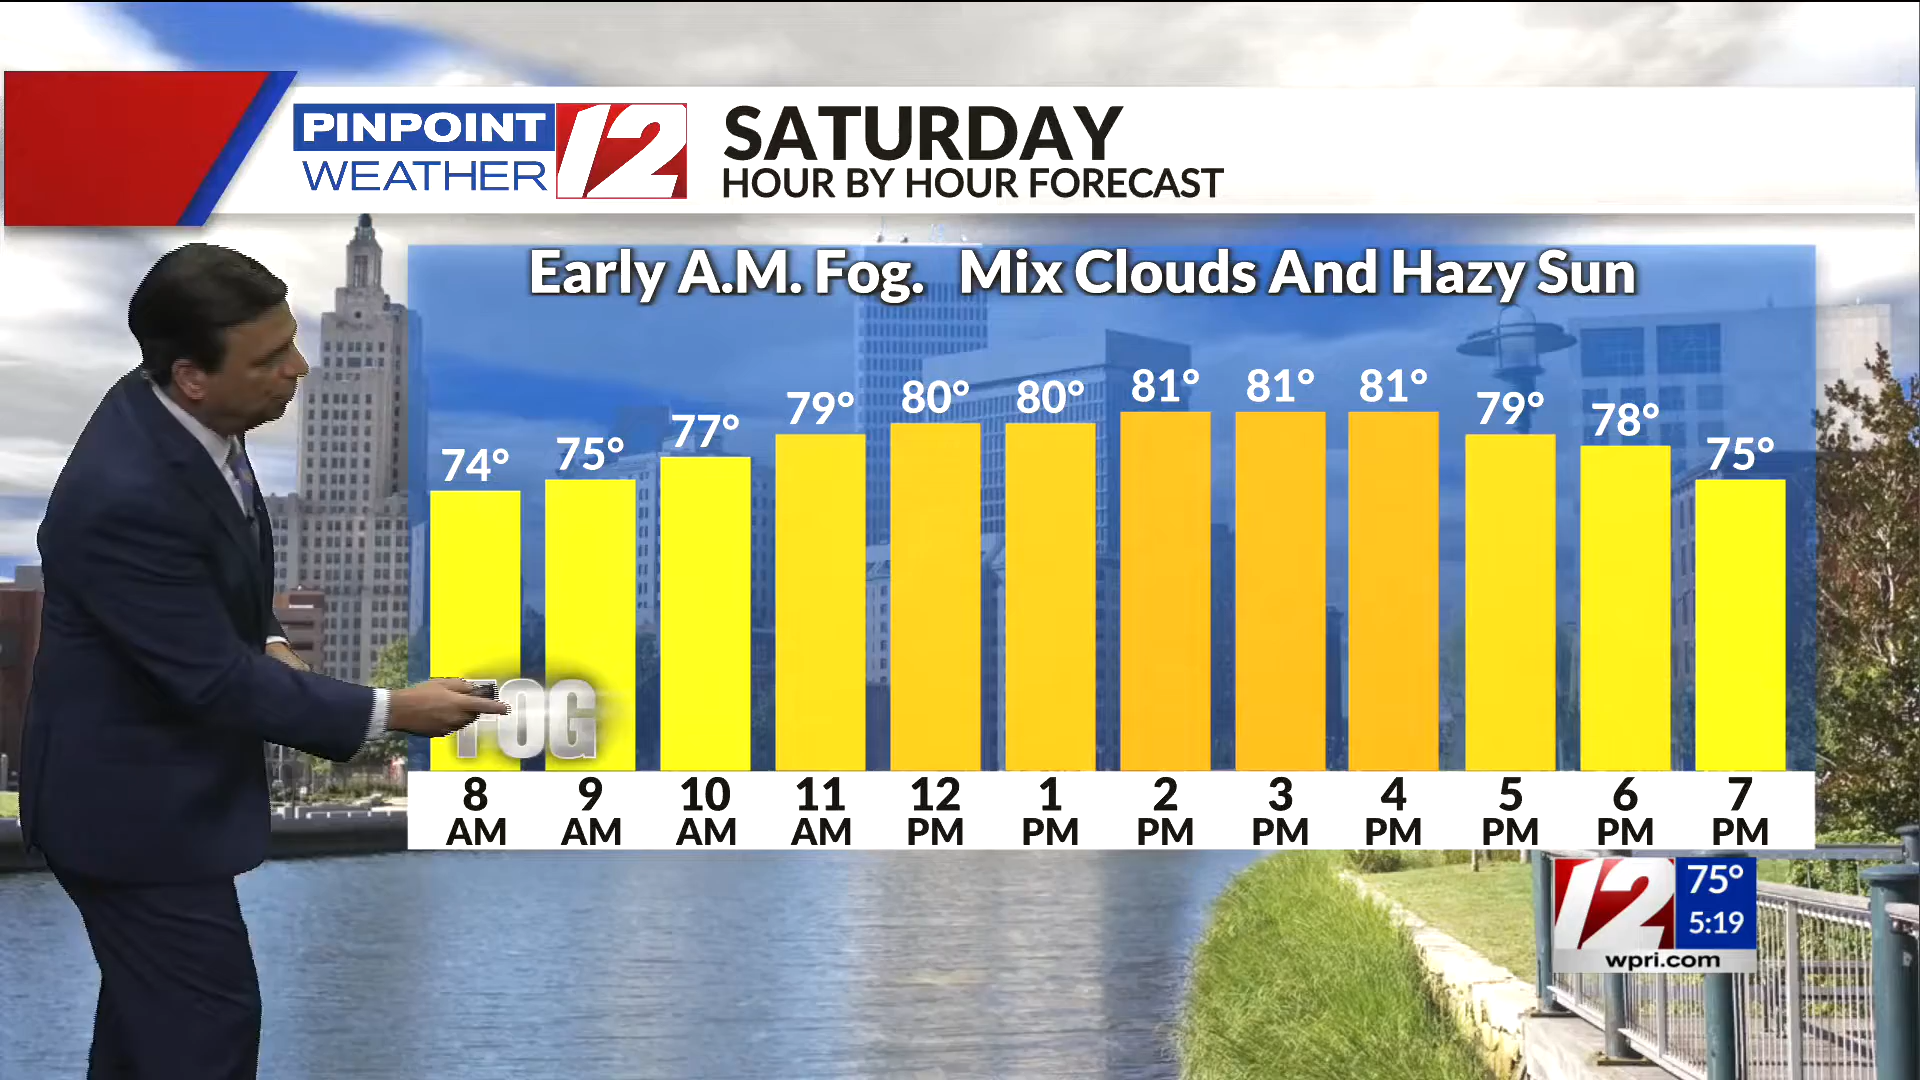 PINPOINT
WEATHER
12
SATURDAY
HOUR BY HOUR FORECAST
Early A.M. Fog. Mix Clouds And Hazy Sun
74° 75° 77° 79° 80° 80° 81° 81° 81° 79° 78° 75°
FOG
8 9 10 11 12 1 2 3 4 5 6 7
AM AM AM AM PM PM PM PM PM PM PM PM
12
75°
5:19
wpri.com